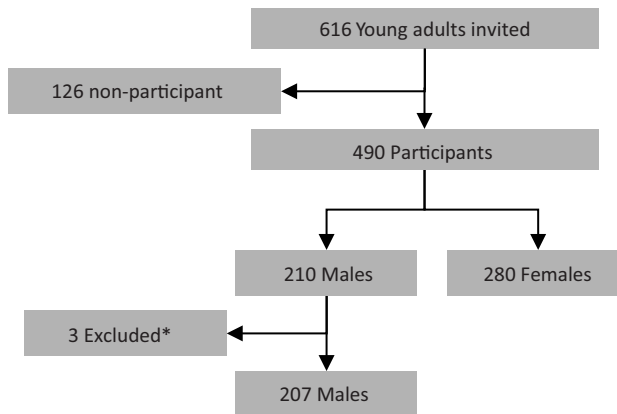 616 Young adults invited
126 non-participant
490 Participants
210 Males
280 Females
3 Excluded*
207 Males